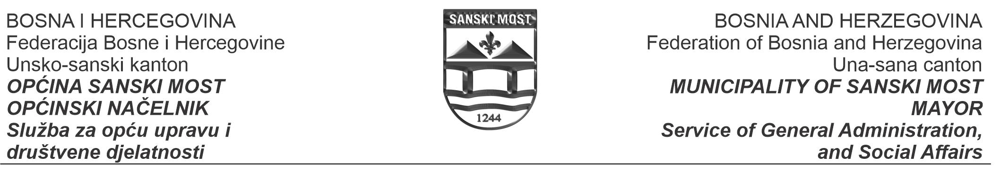 BOSNA I HERCEGOVINA
Federacija Bosne i Hercegovine
Unsko-sanski kanton
OPĆINA SANSKI MOST
OPĆINSKI NAČELNIK
Služba za opću upravu i
društvene djelatnosti
SANSKI MOST
1244
BOSNIA AND HERZEGOVINA
Federation of Bosnia and Herzegovina
Una-sana canton
MUNICIPALITY OF SANSKI MOST
MAYOR
Service of General Administration,
and Social Affairs